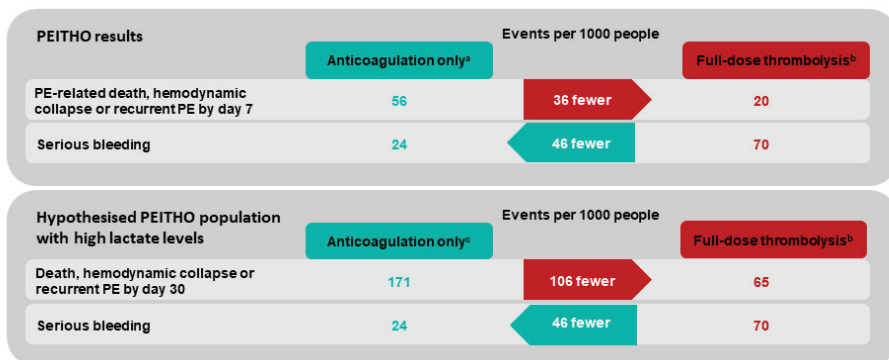 PEITHO results
Events per 1000 people
Anticoagulation onlyᵃ
Full-dose thrombolysisᵇ
PE-related death, hemodynamic
collapse or recurrent PE by day 7
56
36 fewer
20
Serious bleeding
24
46 fewer
70
Hypothesised PEITHO population
with high lactate levels
Events per 1000 people
Anticoagulation onlyᶜ
Full-dose thrombolysisᵇ
Death, hemodynamic collapse or
recurrent PE by day 30
171
106 fewer
65
Serious bleeding
24
46 fewer
70